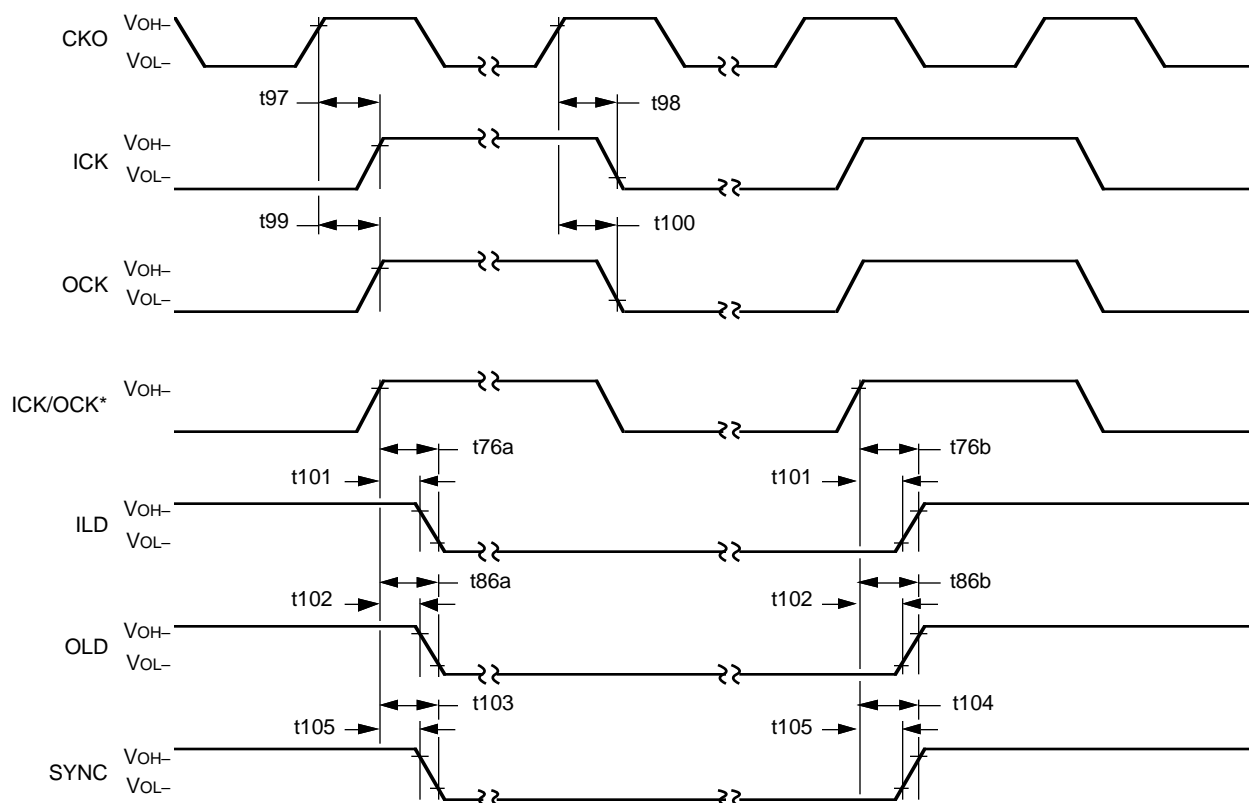 CKO
VOH–
VOL–
t97
t98
ICK
VOH–
VOL–
t99
t100
OCK
VOH–
VOL–
ICK/OCK*
VOH–
t76a
t76b
t101
t101
ILD
VOH–
VOL–
t86a
t86b
t102
t102
OLD
VOH–
VOL–
t103
t104
t105
t105
SYNC
VOH–
VOL–